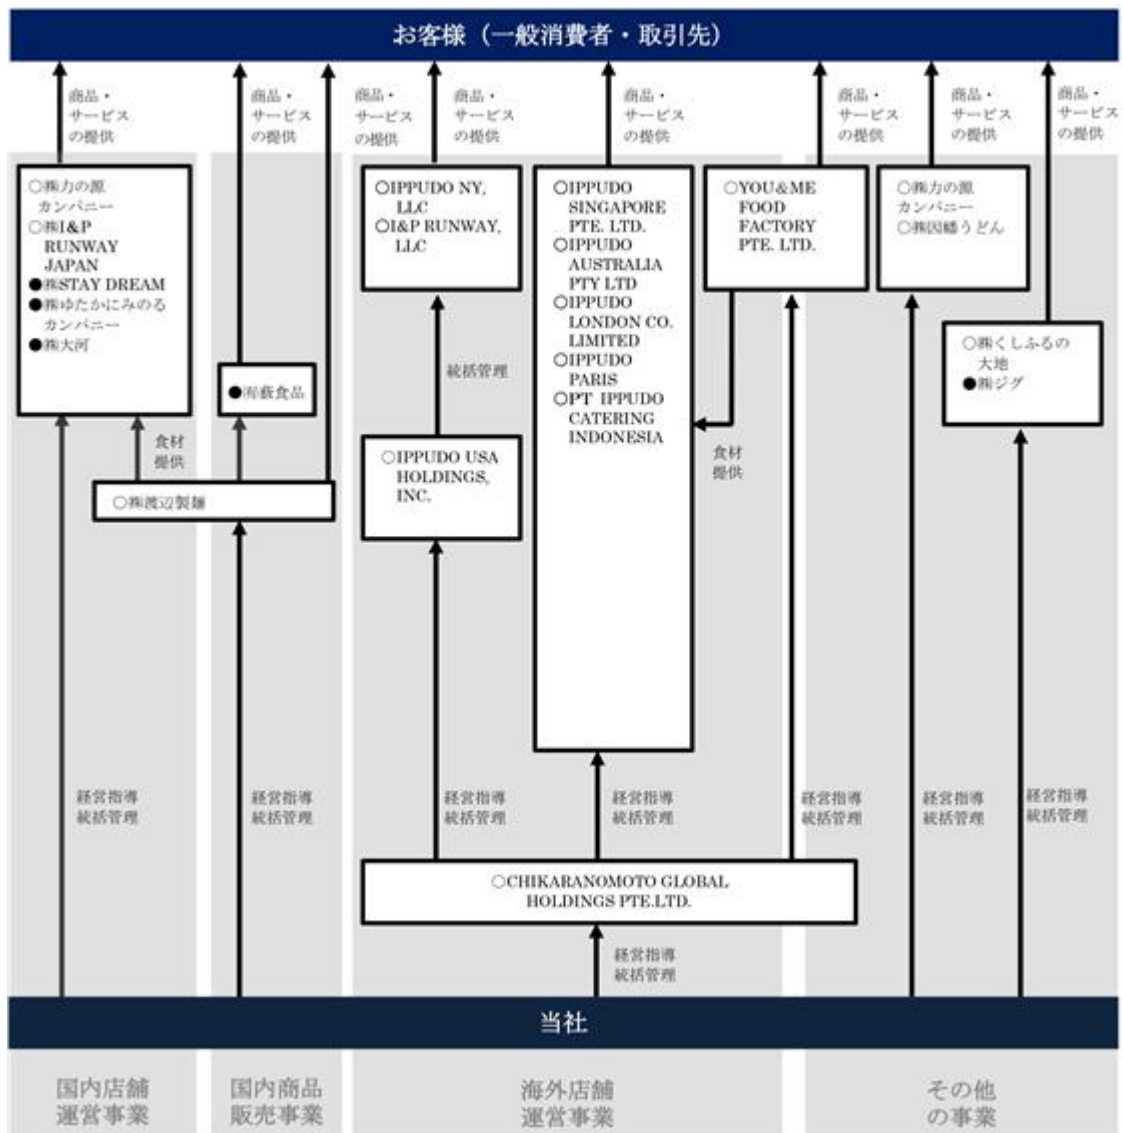 お客様（一般消費者・取引先）
商品・
サービス
の提供
商品・
サービス
の提供
商品・
サービス
の提供
商品・
サービス
の提供
商品・
サービス
の提供
商品・
サービス
の提供
商品・
サービス
の提供
商品・
サービス
の提供
○㈱力の源
カンパニー
○㈱I&P
RUNWAY
JAPAN
●㈱STAY DREAM
●㈱ゆたかにみのる
カンパニー
●㈱大河
●㈲薮食品
食材
提供
○㈱渡辺製麺
○IPPUDO NY,
LLC
○I&P RUNWAY,
LLC
統括管理
○IPPUDO USA
HOLDINGS,
INC.
○IPPUDO
SINGAPORE
PTE. LTD.
○IPPUDO
AUSTRALIA
PTY LTD
○IPPUDO
LONDON CO.
LIMITED
○IPPUDO
PARIS
○PT IPPUDO
CATERING
INDONESIA
○YOU&ME
FOOD
FACTORY
PTE. LTD.
食材
提供
○㈱力の源
カンパニー
○㈱因幡うどん
○㈱くしふるの
大地
●㈱ジグ
経営指導
統括管理
経営指導
統括管理
経営指導
統括管理
経営指導
統括管理
経営指導
統括管理
経営指導
統括管理
経営指導
統括管理
○CHIKARANOMOTO GLOBAL
HOLDINGS PTE.LTD.
経営指導
統括管理
当社
国内店舗
運営事業
国内商品
販売事業
海外店舗
運営事業
その他
の事業